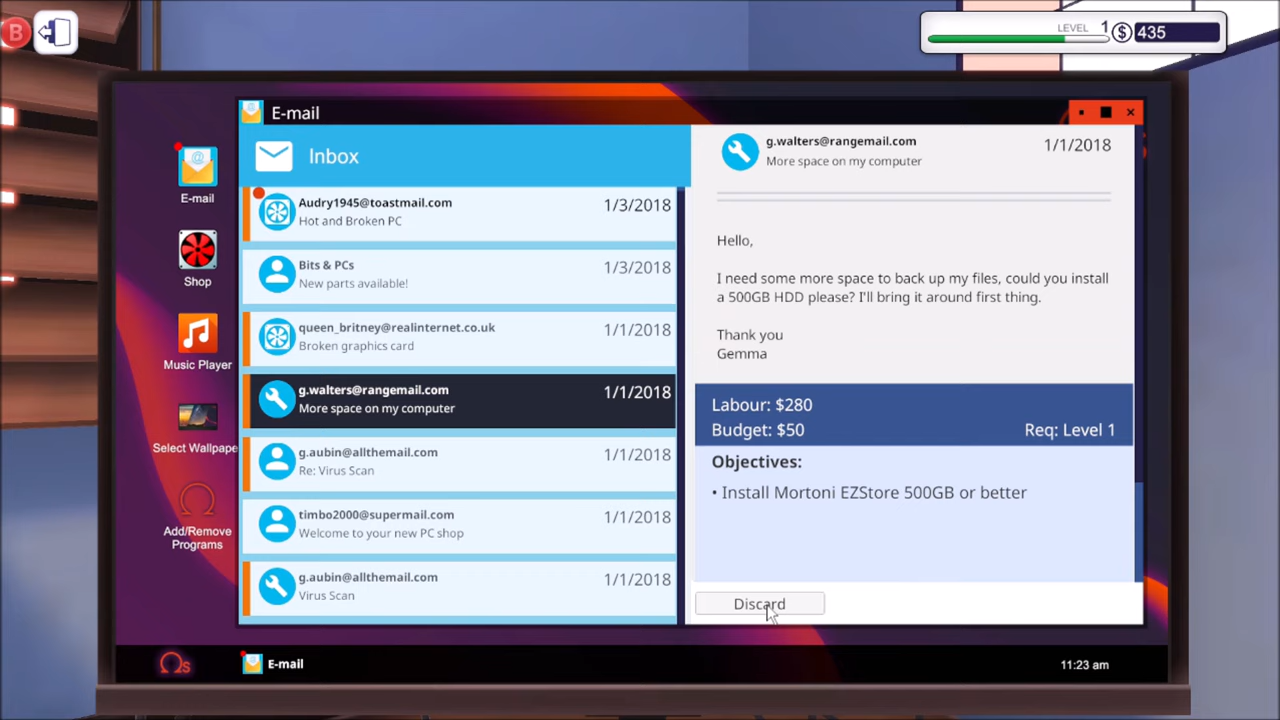 B
LEVEL 1
$ 435
E-mail
Inbox
Audry1945@toastmail.com 1/3/2018
Hot and Broken PC
Bits & PCs 1/3/2018
New parts available!
queen_britney@realinternet.co.uk 1/1/2018
Broken graphics card
g.walters@rangemail.com 1/1/2018
More space on my computer
g.aubin@allthemail.com 1/1/2018
Re: Virus Scan
timbo2000@supermail.com 1/1/2018
Welcome to your new PC shop
g.aubin@allthemail.com 1/1/2018
Virus Scan
g.walters@rangemail.com 1/1/2018
More space on my computer
Hello,
I need some more space to back up my files, could you install
a 500GB HDD please? I'll bring it around first thing.
Thank you
Gemma
Labour: $280
Budget: $50 Req: Level 1
Objectives:
• Install Mortoni EZStore 500GB or better
Discard
E-mail
Shop
Music Player
Select Wallpape
Add/Remove
Programs
Ωs
E-mail
11:23 am